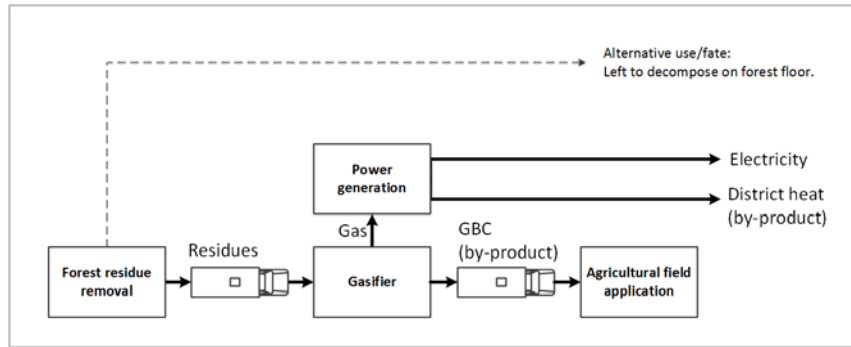 Alternative use/fate:
Left to decompose on forest floor.
Power
generation
Electricity
District heat
(by-product)
Gas
GBC
(by-product)
Residues
Forest residue
removal
Gasifier
Agricultural field
application